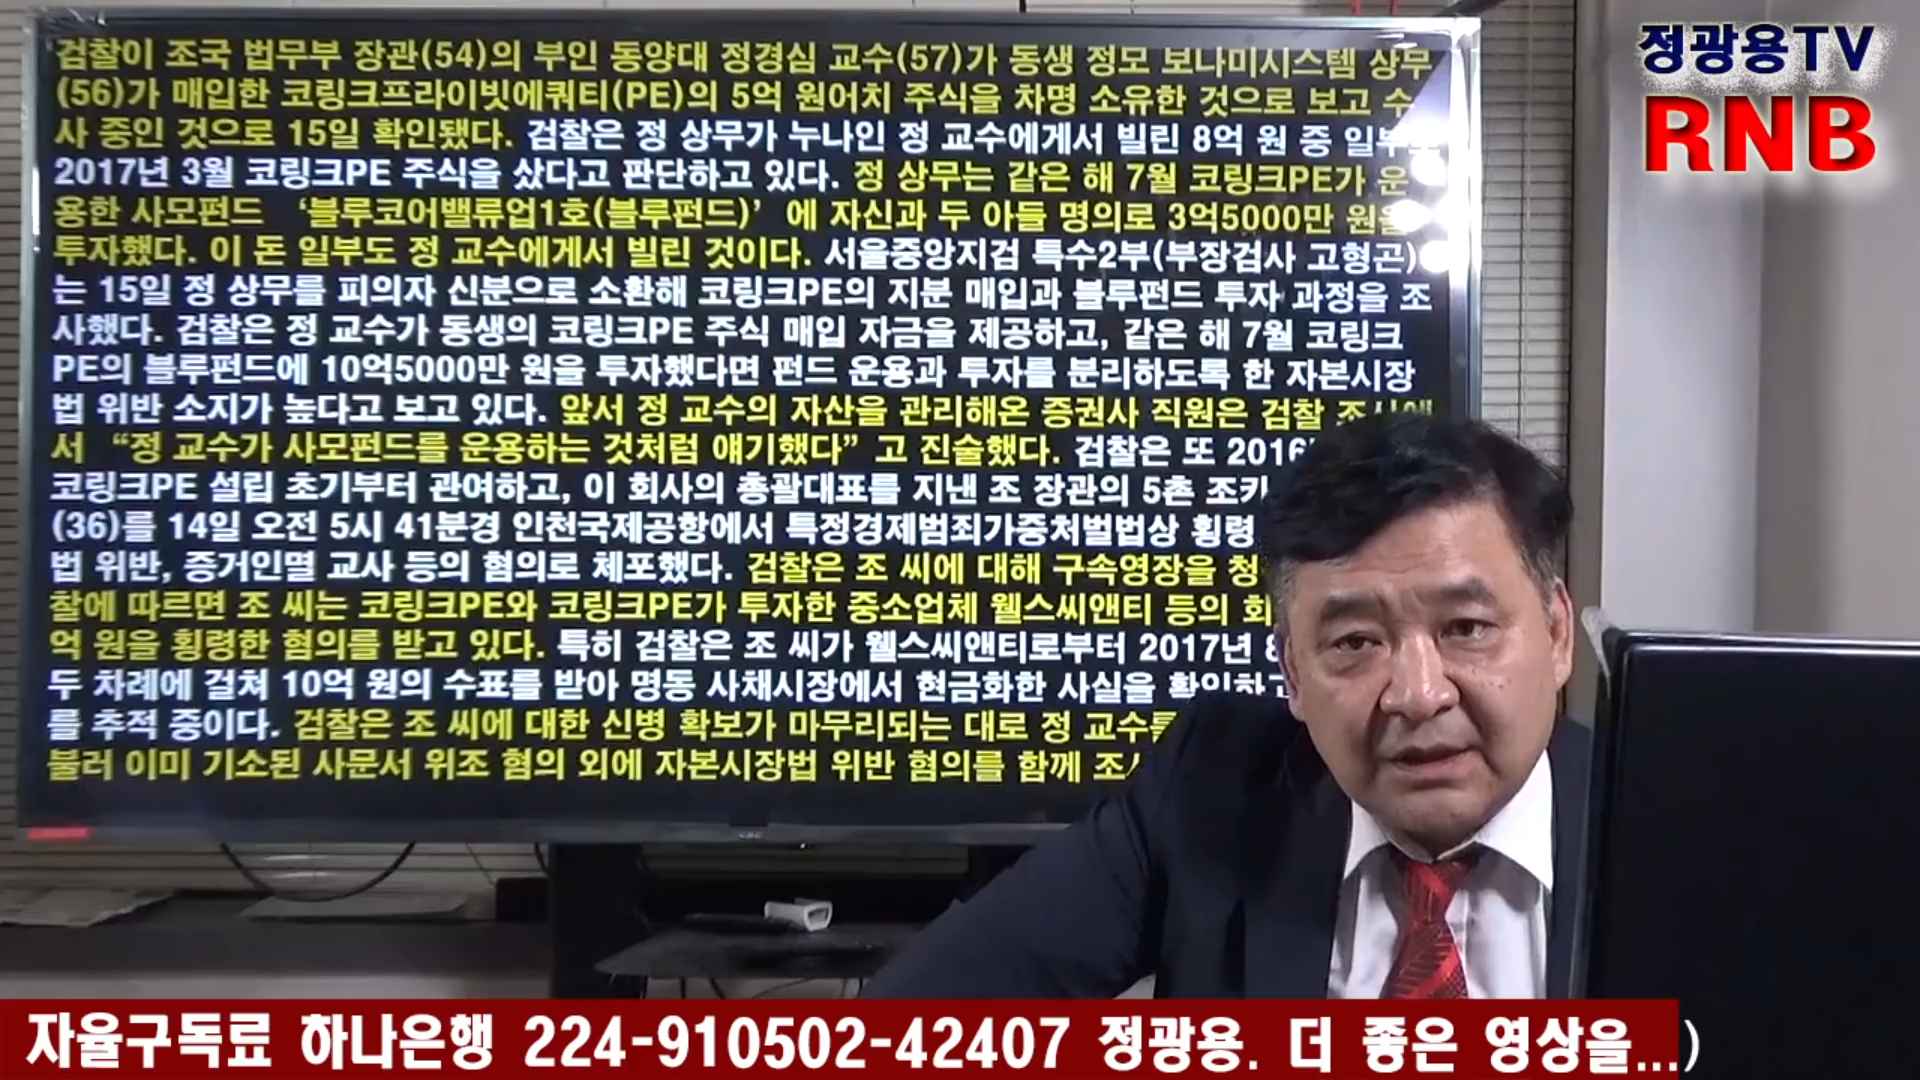 검찰이 조국 법무부 장관(54)의 부인 동양대 정경심 교수(57)가 동생 정모 보나미시스템 상무
(56)가 매입한 코링크프라이빗에쿼티(PE)의 5억 원어치 주식을 차명 소유한 것으로 보고 수
사 중인 것으로 15일 확인됐다. 검찰은 정 상무가 누나인 정 교수에게서 빌린 8억 원 중
2017년 3월 코링크PE 주식을 샀다고 판단하고 있다. 정 상무는 같은 해 7월 코링크PE가 운
용한 사모펀드 ‘블루코어밸류업1호(블루펀드)’에 자신과 두 아들 명의로 3억5000만 원을
투자했다. 이 돈 일부도 정 교수에게서 빌린 것이다. 서울중앙지검 특수2부(부장검사 고형곤)
는 15일 정 상무를 피의자 신분으로 소환해 코링크PE의 지분 매입과 블루펀드 투자 과정을 조
사했다. 검찰은 정 교수가 동생의 코링크PE 주식 매입 자금을 제공하고, 같은 해 7월 코링크
PE의 블루펀드에 10억5000만 원을 투자했다면 펀드 운용과 투자를 분리하도록 한 자본시장
법 위반 소지가 높다고 보고 있다. 앞서 정 교수의 자산을 관리해온 증권사 직원은 검찰
서 “정 교수가 사모펀드를 운용하는 것처럼 얘기했다”고 진술했다. 검찰은 또 2016
코링크PE 설립 초기부터 관여하고, 이 회사의 총괄대표를 지낸 조 장관의 5촌 조카
(36)를 14일 오전 5시 41분경 인천국제공항에서 특정경제범죄가중처벌법상 횡령
법 위반, 증거인멸 교사 등의 혐의로 체포했다. 검찰은 조 씨에 대해 구속영장을 청
찰에 따르면 조 씨는 코링크PE와 코링크PE가 투자한 중소업체 웰스씨앤티 등의 회
억 원을 횡령한 혐의를 받고 있다. 특히 검찰은 조 씨가 웰스씨앤티로부터 2017년
두 차례에 걸쳐 10억 원의 수표를 받아 명동 사채시장에서 현금화한 사실을 확인하고
를 추적 중이다. 검찰은 조 씨에 대한 신병 확보가 마무리되는 대로 정 교수를
불러 이미 기소된 사문서 위조 혐의 외에 자본시장법 위반 혐의를 함께
정광용TV
RNB
자율구독료 하나은행 224-910502-42407 정광용. 더 좋은 영상을...)